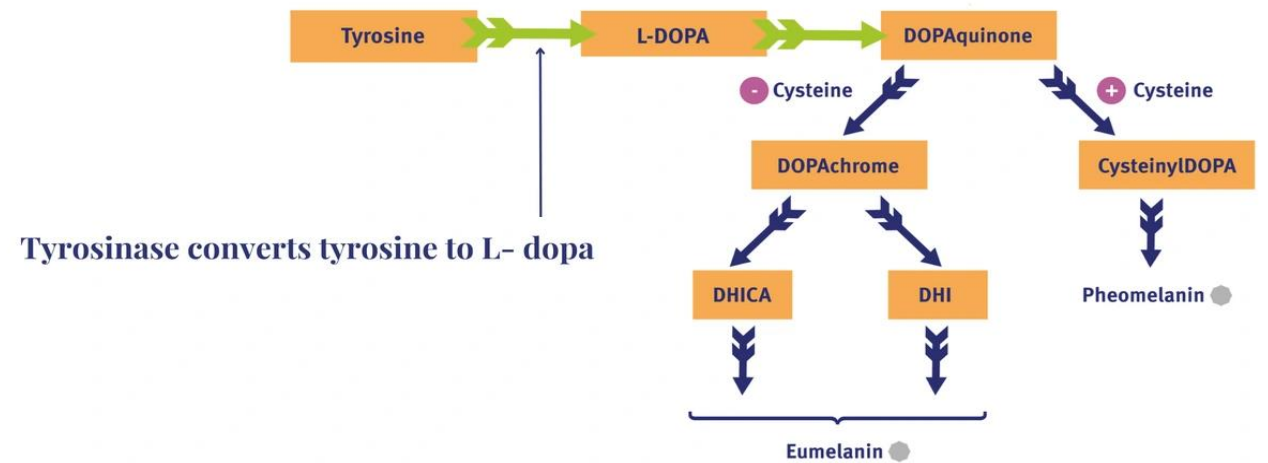 Tyrosine
L-DOPA
DOPAquinone
- Cysteine
+ Cysteine
DOPAchrome
CysteinylDOPA
Tyrosinase converts tyrosine to L- dopa
DHICA
DHI
Pheomelanin
Eumelanin